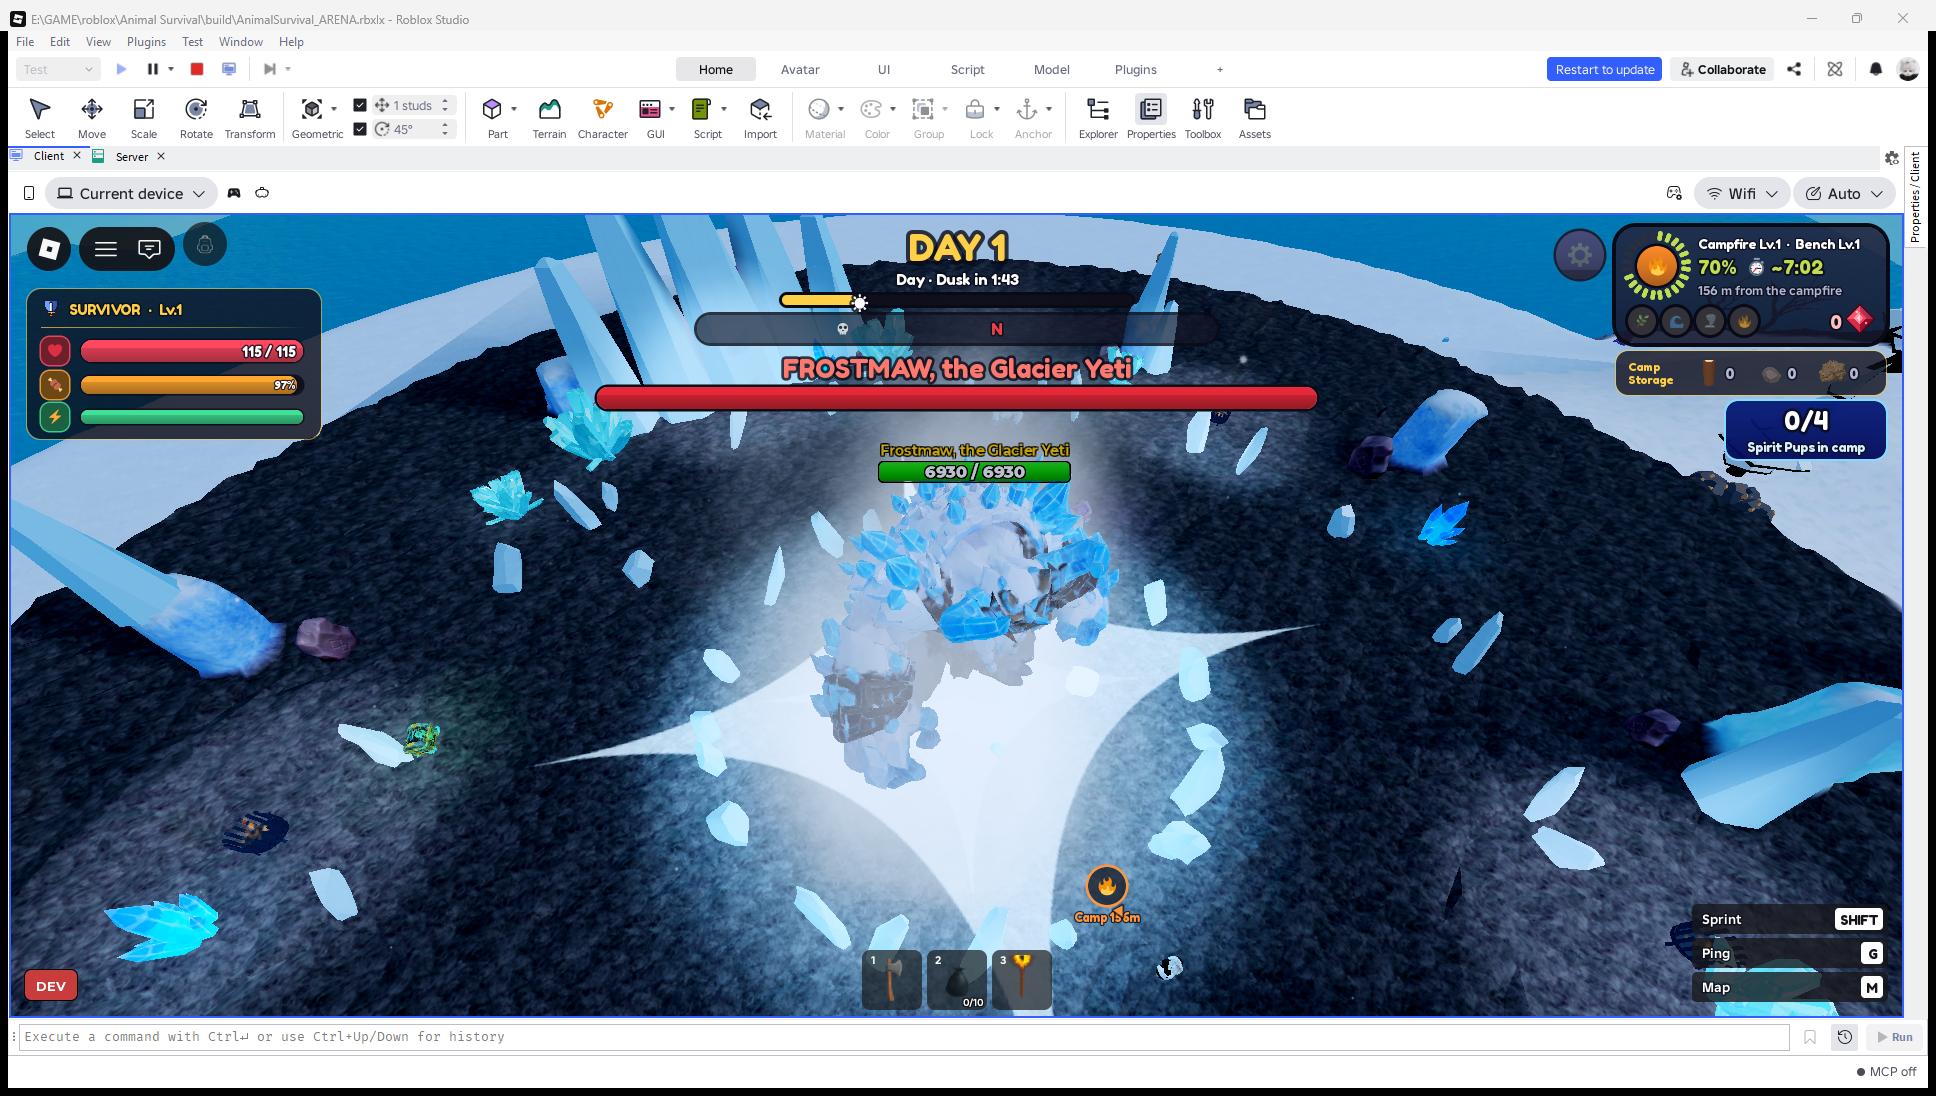 E:\GAME\roblox\Animal Survival\build\AnimalSurvival_ARENA.rbxlx - Roblox Studio
File Edit View Plugins Test Window Help
Test
Home Avatar UI Script Model Plugins +
Restart to update
Collaborate
1 studs
45°
Select Move Scale Rotate Transform Geometric Part Terrain Character GUI Script Import Material Color Group Lock Anchor Explorer Properties Toolbox Assets
Client Server
Properties / Client
Current device
Wifi
Auto
DAY 1
Day · Dusk in 1:43
N
SURVIVOR · Lv.1
115 / 115
97%
Campfire Lv.1 · Bench Lv.1
70% ~7:02
156 m from the campfire
0
Camp Storage
0 0 0
0/4
Spirit Pups in camp
FROSTMAW, the Glacier Yeti
Frostmaw, the Glacier Yeti
6930 / 6930
Camp 156m
1 2 3
0/10
Sprint SHIFT
Ping G
Map M
DEV
Execute a command with Ctrl↵ or use Ctrl+Up/Down for history
Run
MCP off